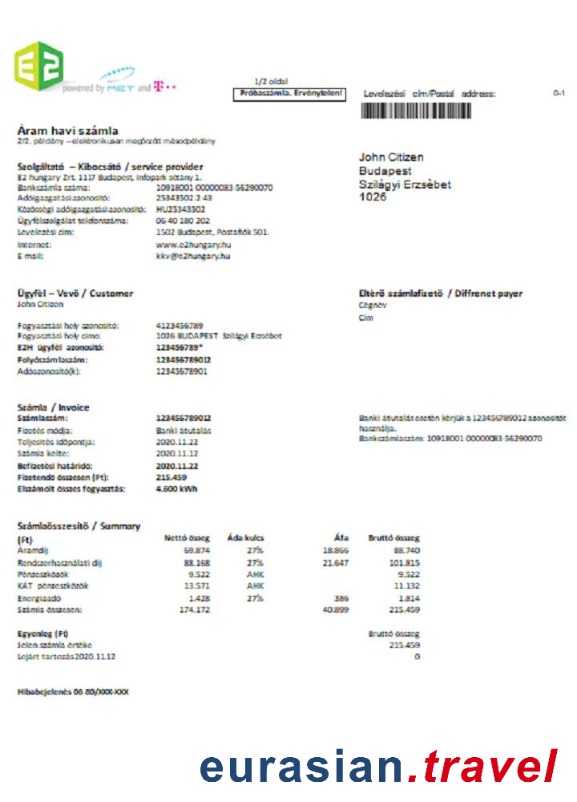 E2
powered by MET and T
1/2 oldal
Próbaszámla. Érvénytelen!
Levelezési cím/Postal address: 0-1
Áram havi számla
2/2. példány – elektronikusan megőrzött másodpéldány
John Citizen
Budapest
Szilágyi Erzsèbet
1026
Szolgáltató – Kibocsátó / service provider
E2 hungary Zrt. 1117 Budapest, Infopark sétány 1.
Bankszámla száma: 10918001 00000083 56290070
Adóigazgatási azonosító: 25343502 2 43
Közösségi adóigazgatási azonosító: HU25343502
Ügyfélszolgálat telefonszáma: 06 40 180 202
Levelezési cím: 1502 Budapest, Postafiók 501.
Internet: www.e2hungary.hu
E mail: kkv@e2hungary.hu
Ügyfèl – Vevő / Customer
John Citizen
Eltèrő számlafizető / Diffrenet payer
Cégnév
Cím
Fogyasztási hely azonosító: 4123456789
Fogyasztási hely címe: 1026 BUDAPEST Szilágyi Erzsébet
E2H ügyfél azonosító: 123456789*
Folyószámlaszám: 123456789012
Adóazonosító(k): 12345678901
Számla / Invoice
Számlaszám: 123456789012
Fizetés módja: Banki átutalás
Teljesítés időpontja: 2020.11.22
Számla kelte: 2020.11.12
Befizetési határidő: 2020.11.22
Fizetendő összesen (Ft): 215.459
Elszámolt összes fogyasztás: 4.600 kWh
Banki átutalás esetén kérjük a 123456789012 azonosítót
használja.
Bankszámlaszám: 10918001 00000083-56290070
Számlaösszesítő / Summary
(Ft) Nettó összeg Áda kulcs Áfa Bruttó összeg
Áramdíj 69.874 27% 18.866 88.740
Rendszerhasználati díj 88.168 27% 21.647 101.815
Pénzeszközök 9.522 AHK 9.522
KÁT pénzeszközök 13.571 AHK 11.132
Energiaadó 1.428 27% 386 1.814
Számla összesen: 174.172 40.899 215.459
Egyenleg (Ft) Bruttó összeg
Jelen számla értéke 215.459
Lejárt tartozás 2020.11.12 0
Hibabejelenés 06 80/XXX-XXX
eurasian.travel